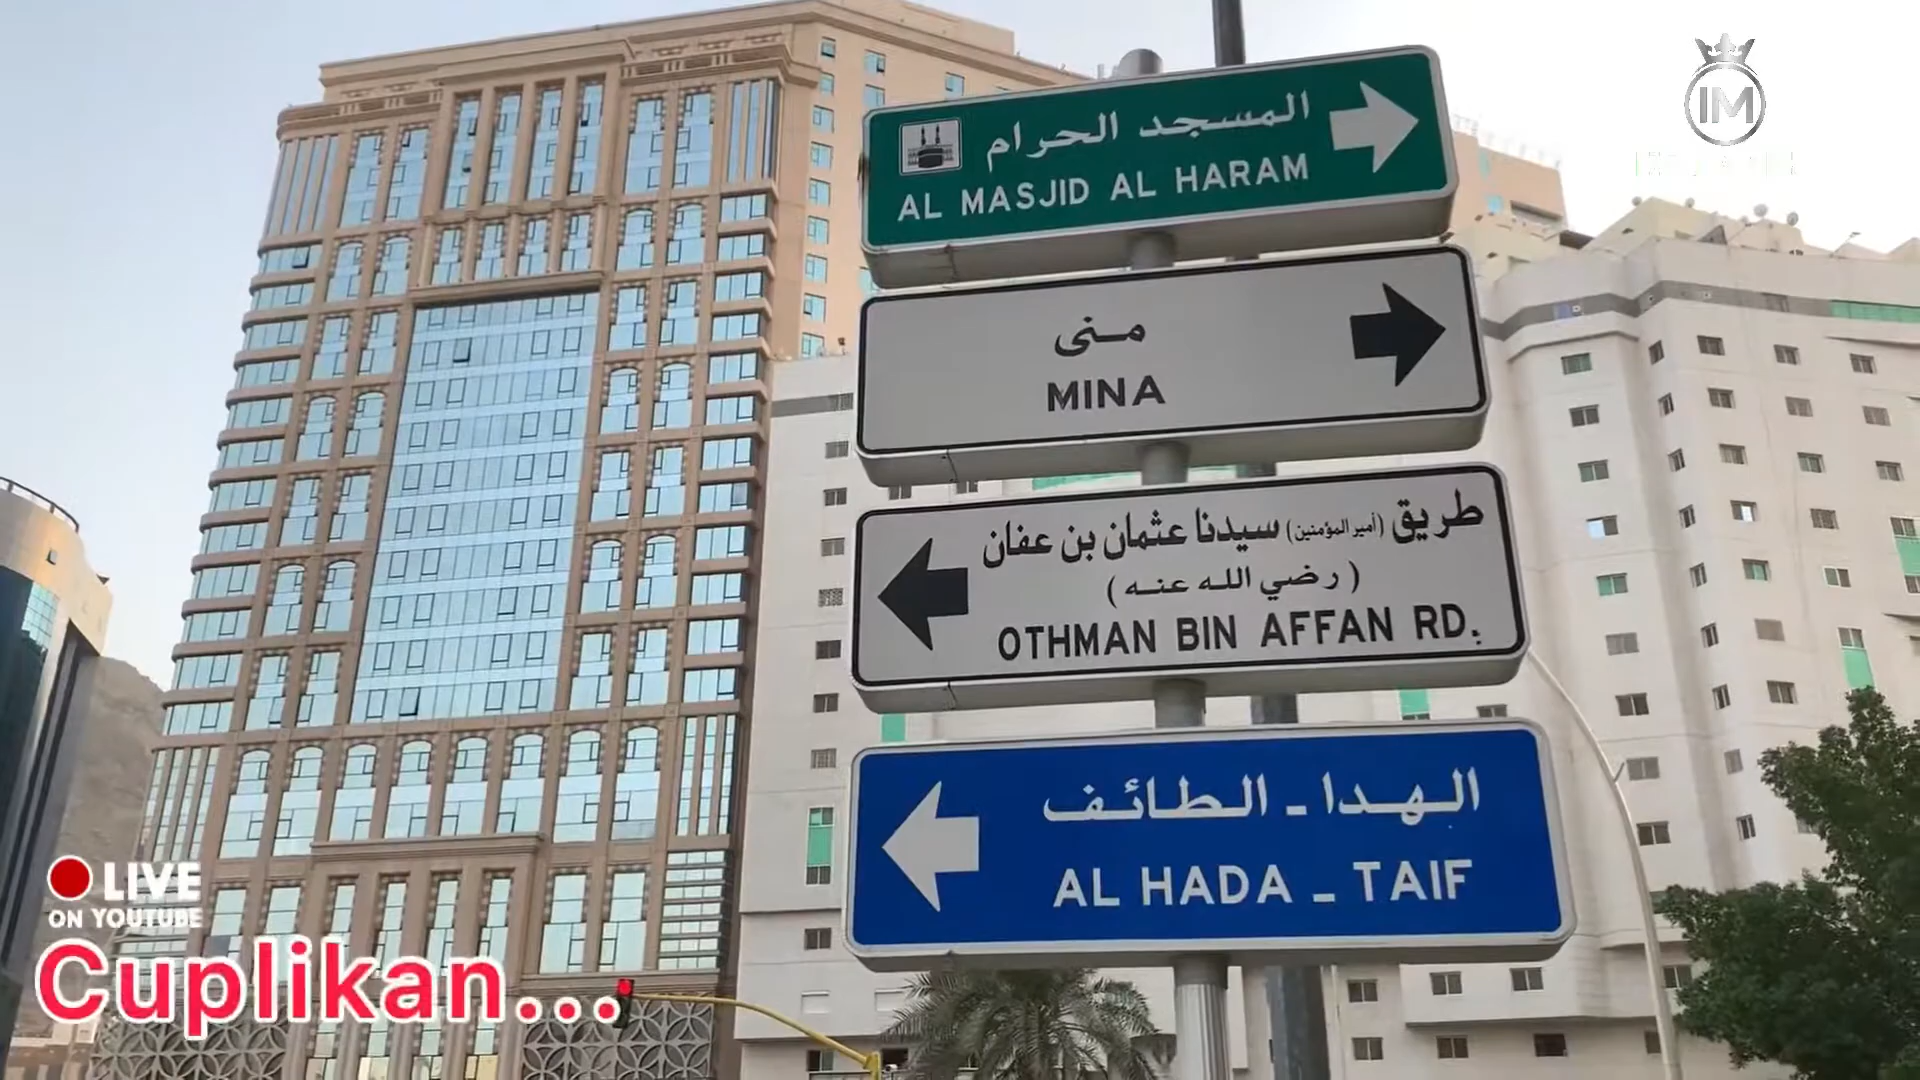 المسجد الحرام
AL MASJID AL HARAM
منى
MINA
طريق (أمير المؤمنين) سيدنا عثمان بن عفان
(رضي الله عنه)
OTHMAN BIN AFFAN RD.
الهدا - الطائف
AL HADA - TAIF
IM
LIVE
ON YOUTUBE
Cuplikan...